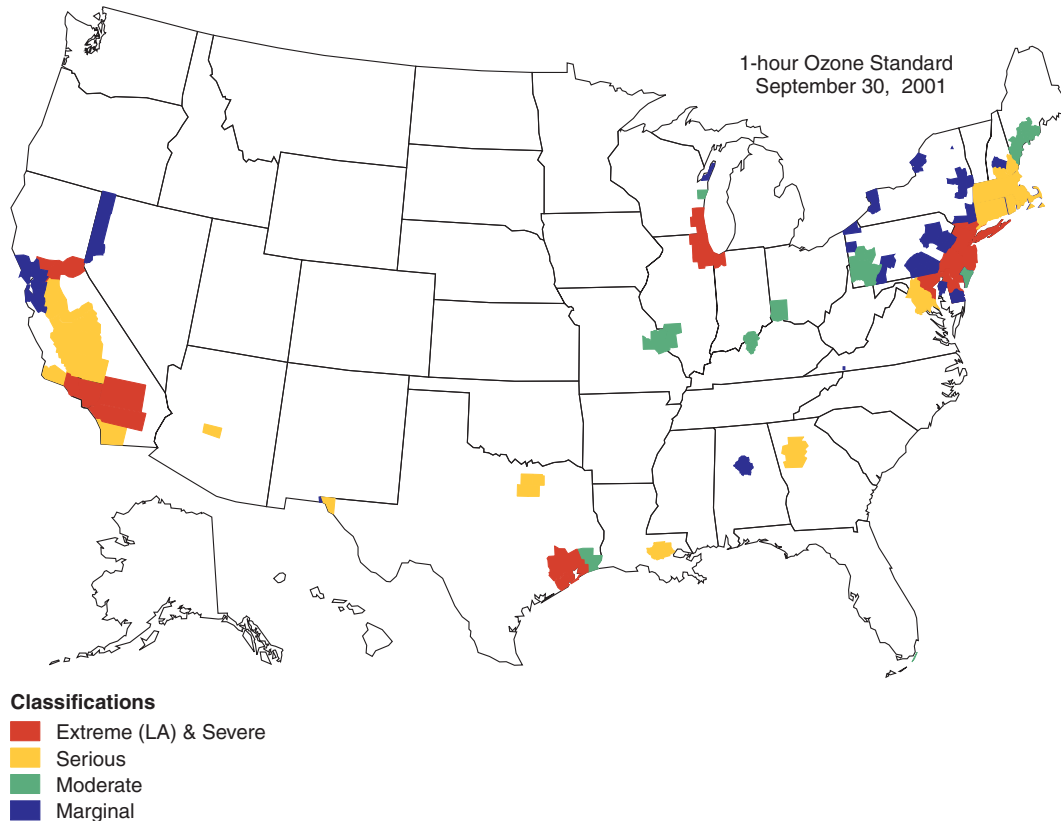 1-hour Ozone Standard
September 30, 2001
Classifications
Extreme (LA) & Severe
Serious
Moderate
Marginal